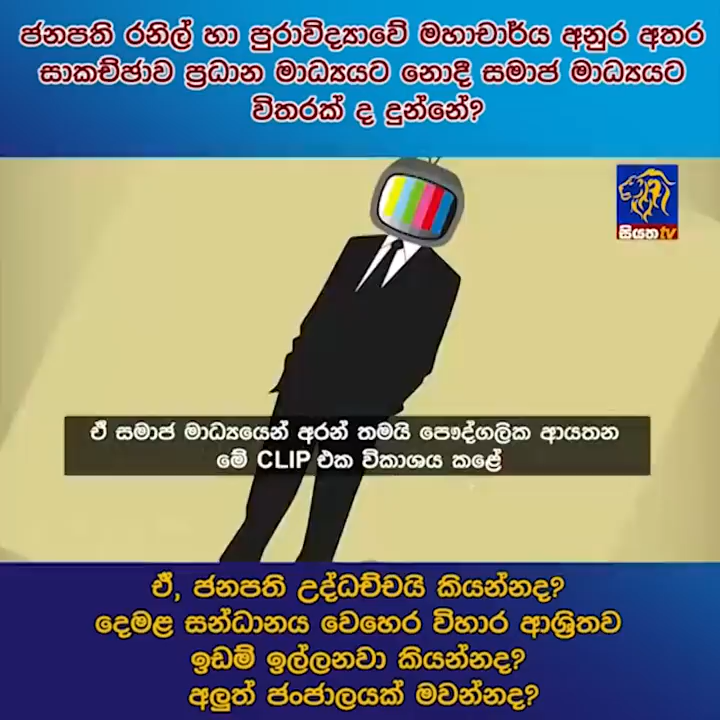 ජනපති රනිල් හා පුරාවිද්‍යාවේ මහාචාර්ය අනුර අතර
සාකච්ඡාව ප්‍රධාන මාධ්‍යයට නොදී සමාජ මාධ්‍යයට
විතරක් ද දුන්නේ?
සියත tv
ඒ සමාජ මාධ්‍යයෙන් අරන් තමයි පෞද්ගලික ආයතන
මේ CLIP එක විකාශය කළේ
ඒ, ජනපති උද්ධච්චයි කියන්නද?
දෙමළ සන්ධානය වෙහෙර විහාර ආශ්‍රිතව
ඉඩම් ඉල්ලනවා කියන්නද?
අලුත් ජංජාලයක් මවන්නද?